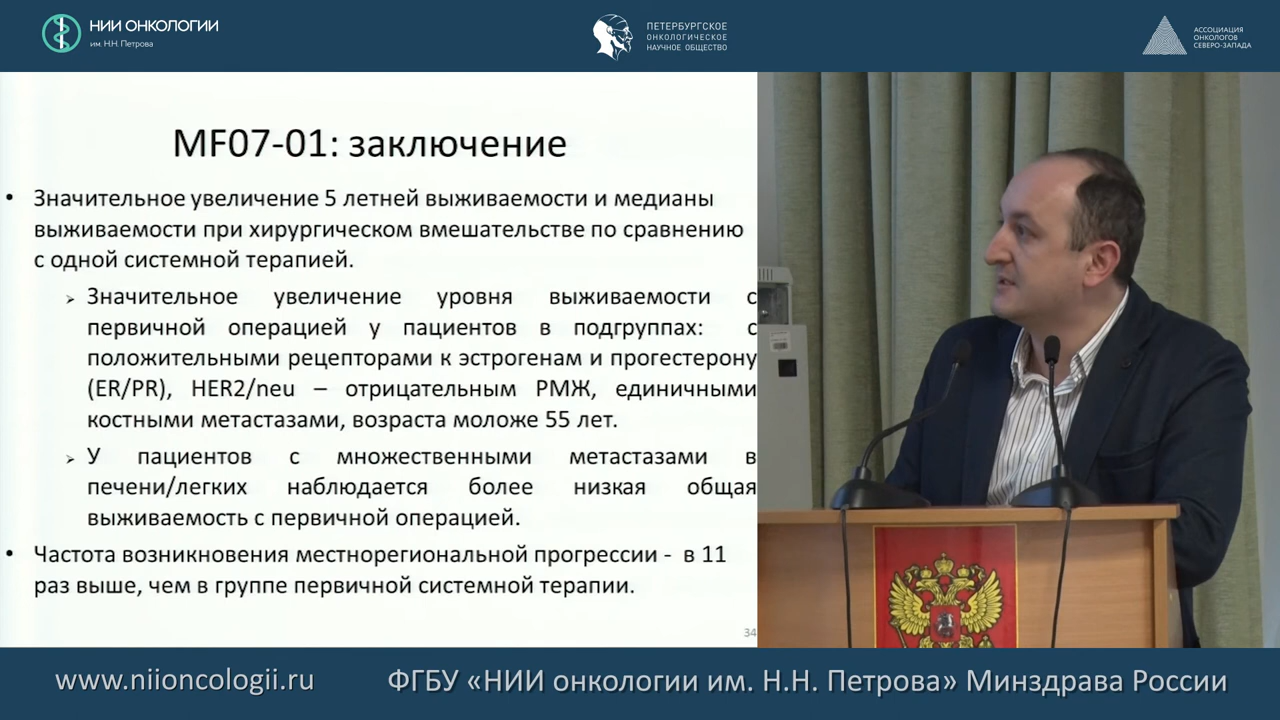 НИИ ОНКОЛОГИИ
им. Н.Н. Петрова
ПЕТЕРБУРГСКОЕ
ОНКОЛОГИЧЕСКОЕ
НАУЧНОЕ ОБЩЕСТВО
АССОЦИАЦИЯ
ОНКОЛОГОВ
СЕВЕРО-ЗАПАДА
MF07-01: заключение
• Значительное увеличение 5 летней выживаемости и медианы
выживаемости при хирургическом вмешательстве по сравнению
с одной системной терапией.
➢ Значительное увеличение уровня выживаемости с
первичной операцией у пациентов в подгруппах: с
положительными рецепторами к эстрогенам и прогестерону
(ER/PR), HER2/neu – отрицательным РМЖ, единичными
костными метастазами, возраста моложе 55 лет.
➢ У пациентов с множественными метастазами в
печени/легких наблюдается более низкая общая
выживаемость с первичной операцией.
• Частота возникновения местнорегиональной прогрессии - в 11
раз выше, чем в группе первичной системной терапии.
34
www.niioncologii.ru
ФГБУ «НИИ онкологии им. Н.Н. Петрова» Минздрава России